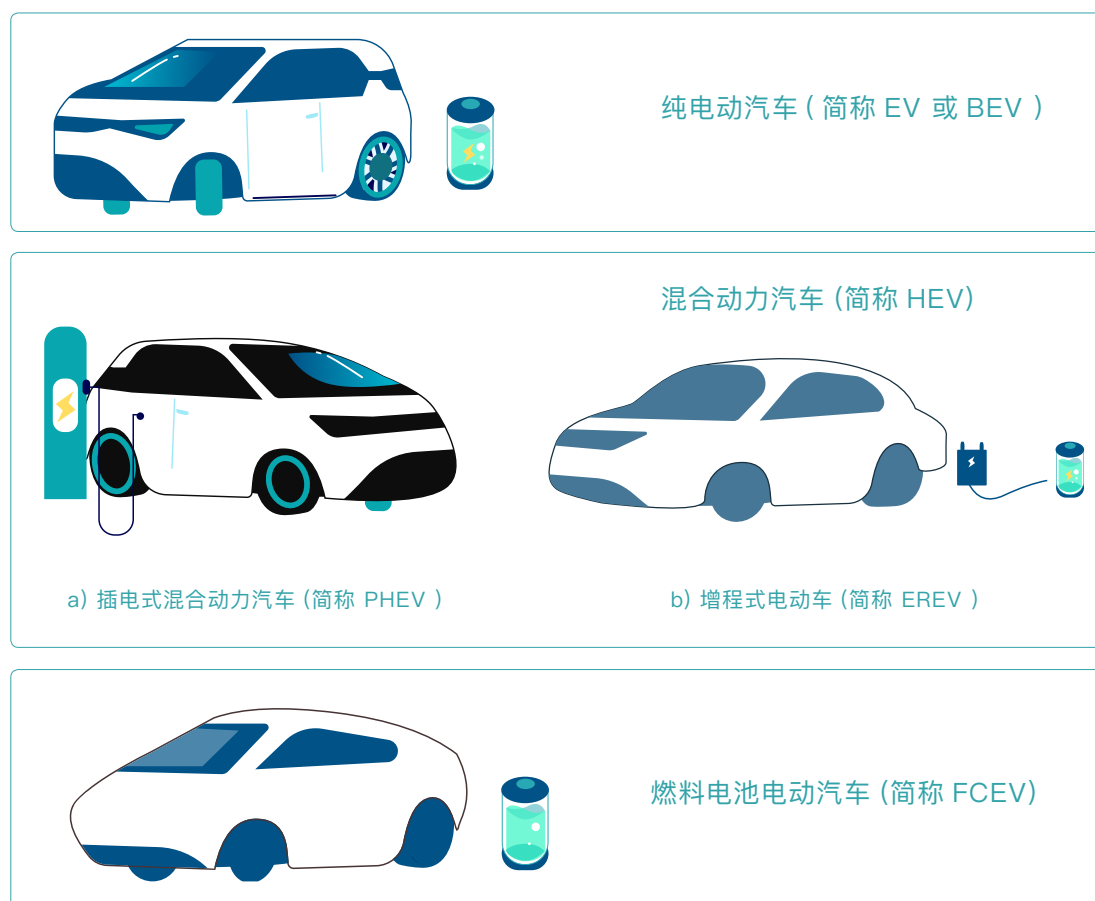 纯电动汽车 ( 简称 EV 或 BEV )
混合动力汽车 (简称 HEV)
a) 插电式混合动力汽车 (简称 PHEV )
b) 增程式电动车 (简称 EREV )
燃料电池电动汽车 (简称 FCEV)